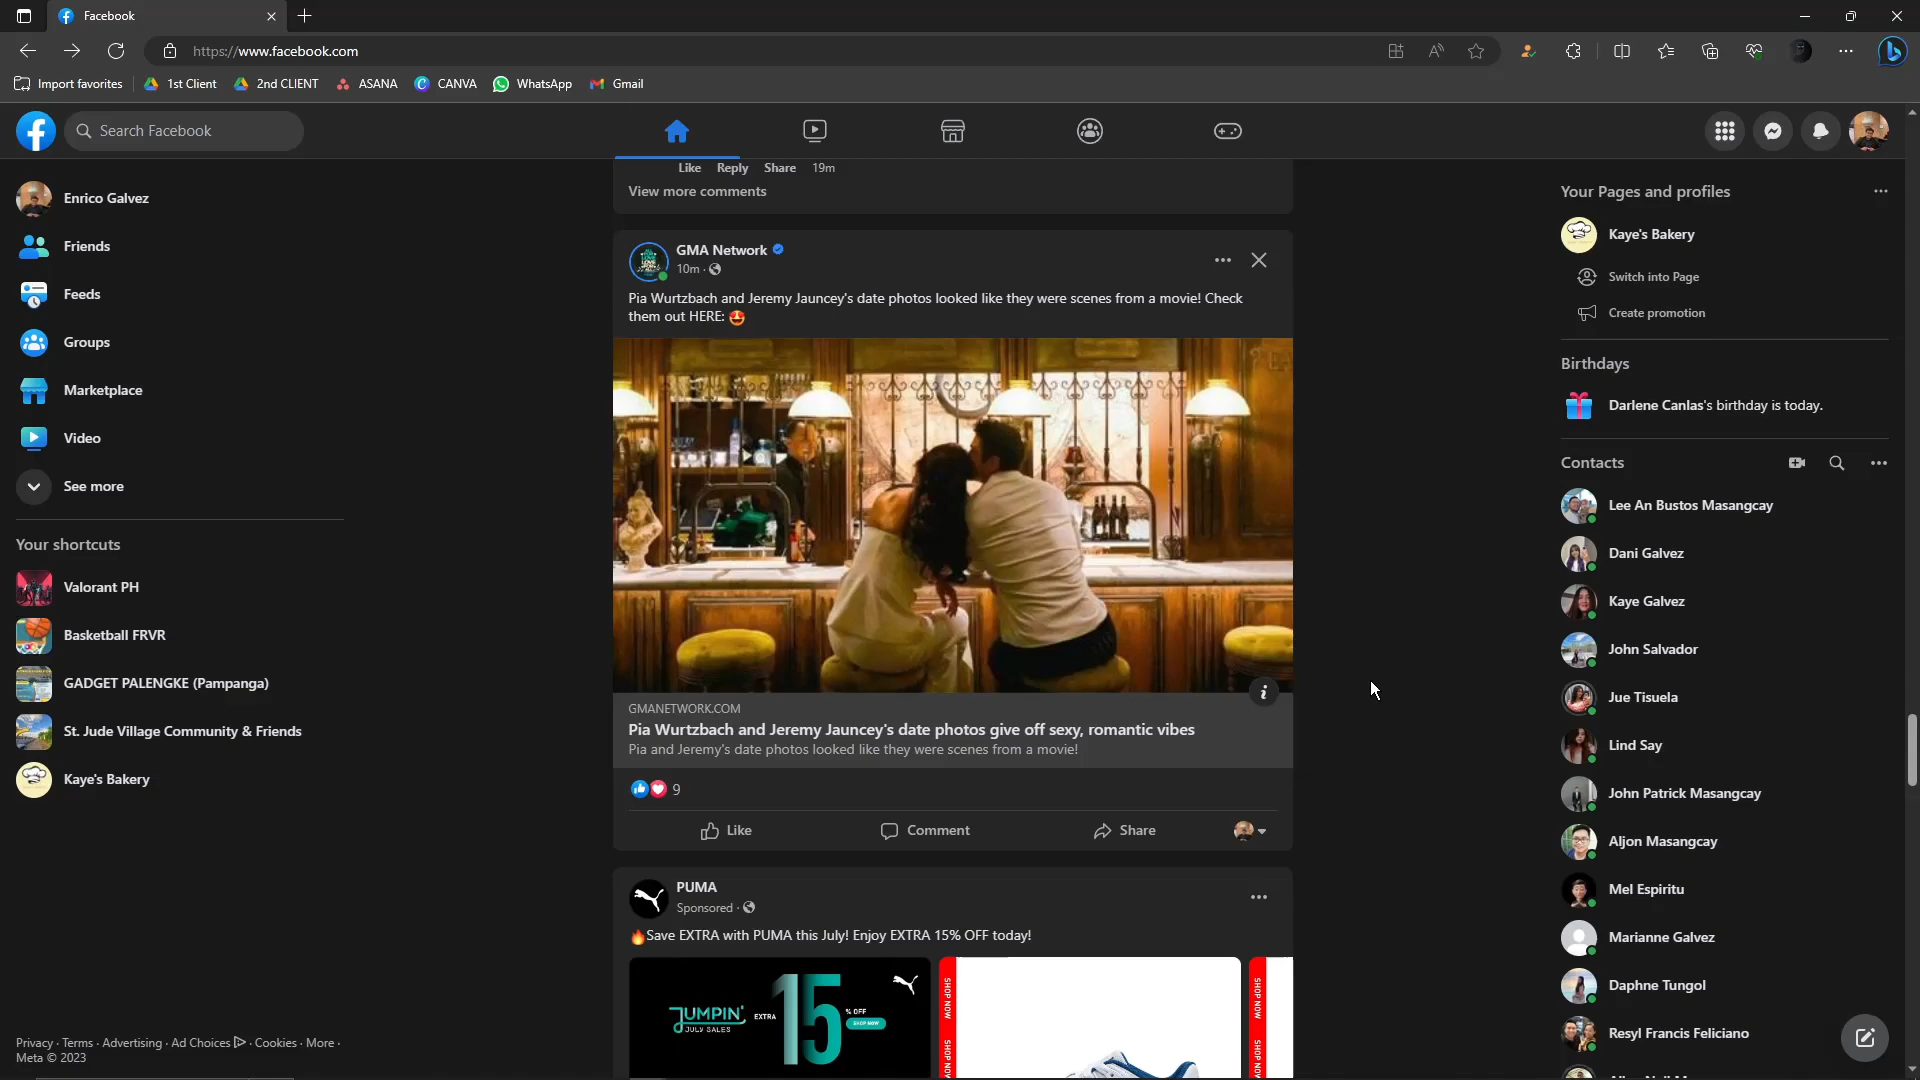 Facebook
https://www.facebook.com
Import favorites
1st Client
2nd CLIENT
ASANA
CANVA
WhatsApp
Gmail
Search Facebook
Enrico Galvez
Friends
Feeds
Groups
Marketplace
Video
See more
Your shortcuts
Valorant PH
Basketball FRVR
GADGET PALENGKE (Pampanga)
St. Jude Village Community & Friends
Kaye's Bakery
Privacy · Terms · Advertising · Ad Choices · Cookies · More ·
Meta © 2023
Like Reply Share 19m
View more comments
GMA Network
10m ·
Pia Wurtzbach and Jeremy Jauncey's date photos looked like they were scenes from a movie! Check
them out HERE: 🤩
GMANETWORK.COM
Pia Wurtzbach and Jeremy Jauncey's date photos give off sexy, romantic vibes
Pia and Jeremy's date photos looked like they were scenes from a movie!
9
Like
Comment
Share
PUMA
Sponsored ·
🔥Save EXTRA with PUMA this July! Enjoy EXTRA 15% OFF today!
JUMPIN'
JULY SALES
EXTRA
15
% OFF
SHOP NOW
SHOP NOW
SHOP NOW
SHOP NOW
SHOP NOW
Your Pages and profiles
Kaye's Bakery
Switch into Page
Create promotion
Birthdays
Darlene Canlas's birthday is today.
Contacts
Lee An Bustos Masangcay
Dani Galvez
Kaye Galvez
John Salvador
Jue Tisuela
Lind Say
John Patrick Masangcay
Aljon Masangcay
Mel Espiritu
Marianne Galvez
Daphne Tungol
Resyl Francis Feliciano